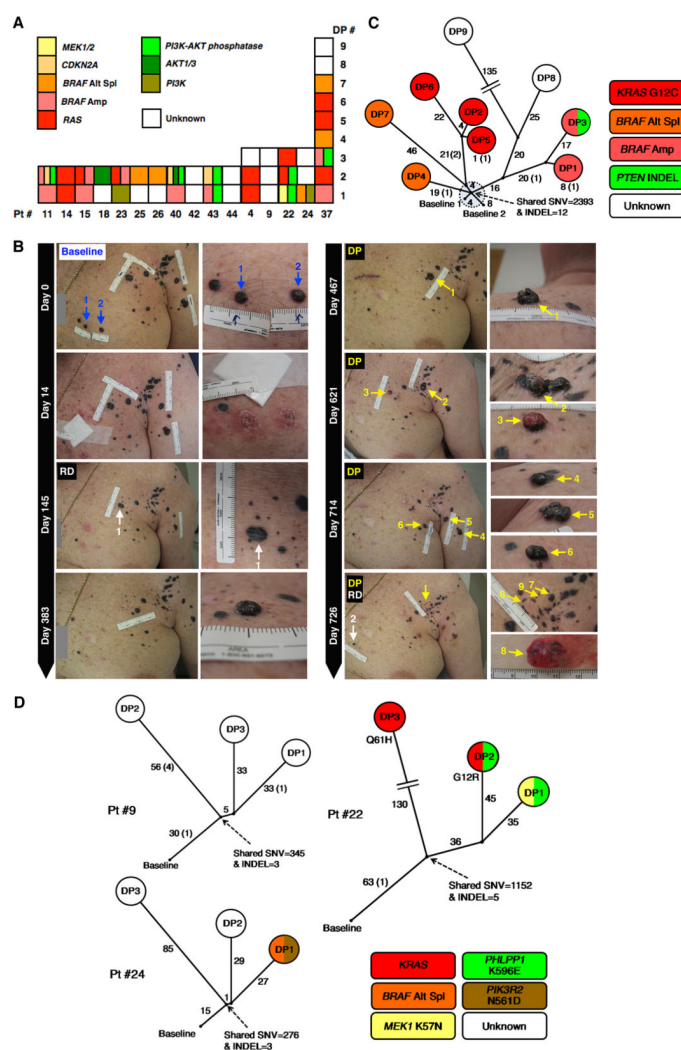 A
DP #
MEK1/2
CDKN2A
BRAF Alt Spl
BRAF Amp
RAS
PI3K-AKT phosphatase
AKT1/3
PI3K
Unknown
9
8
7
6
5
4
3
2
1
Pt # 11 14 15 18 23 25 26 40 42 43 44 4 9 22 24 37
C
DP9
DP8
DP6
DP2
DP7
DP5
DP3
DP1
DP4
135
22
4
25
17
46
21(2)
1 (1)
20
20 (1)
8 (1)
19 (1)
4
16
4
8
Baseline 1
Baseline 2
Shared SNV=2393
& INDEL=12
KRAS G12C
BRAF Alt Spl
BRAF Amp
PTEN INDEL
Unknown
B
Day 0
Baseline
1
2
1
2
Day 14
Day 145
RD
1
1
Day 383
AREA
Day 467
DP
1
1
Day 621
DP
3
2
2
3
Day 714
DP
6
5
4
4
5
6
Day 726
DP
RD
2
7
9
8
8
D
DP2
DP3
DP1
56 (4)
33
33 (1)
5
30 (1)
Pt #9
Baseline
Shared SNV=345
& INDEL=3
DP3
Q61H
DP2
G12R
DP1
130
45
35
36
Pt #22
63 (1)
Baseline
Shared SNV=1152
& INDEL=5
DP3
DP2
DP1
85
29
27
Pt #24
1
15
Baseline
Shared SNV=276
& INDEL=3
KRAS
BRAF Alt Spl
MEK1 K57N
PHLPP1
K596E
PIK3R2
N561D
Unknown